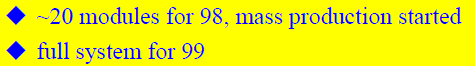 ◆ ~20 modules for 98, mass production started
◆ full system for 99